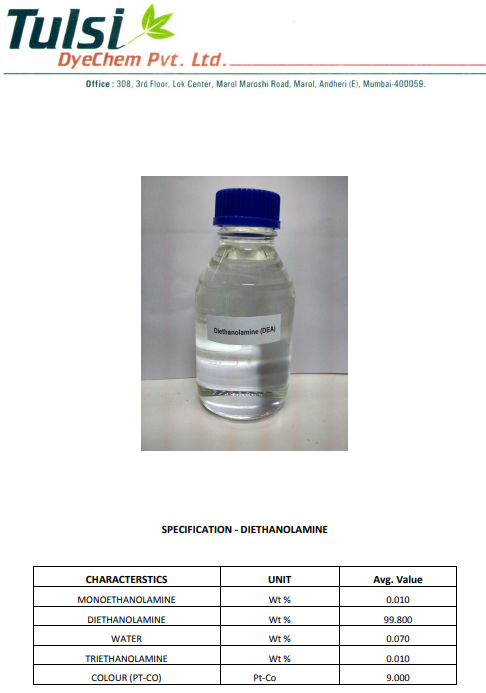 Tulsi
DyeChem Pvt. Ltd.
Office : 308, 3rd Floor, Lok Center, Marol Maroshi Road, Marol, Andheri (E), Mumbai-400059.
Diethanolamine (DEA)
SPECIFICATION - DIETHANOLAMINE
CHARACTERSTICS UNIT Avg. Value
MONOETHANOLAMINE Wt % 0.010
DIETHANOLAMINE Wt % 99.800
WATER Wt % 0.070
TRIETHANOLAMINE Wt % 0.010
COLOUR (PT-CO) Pt-Co 9.000